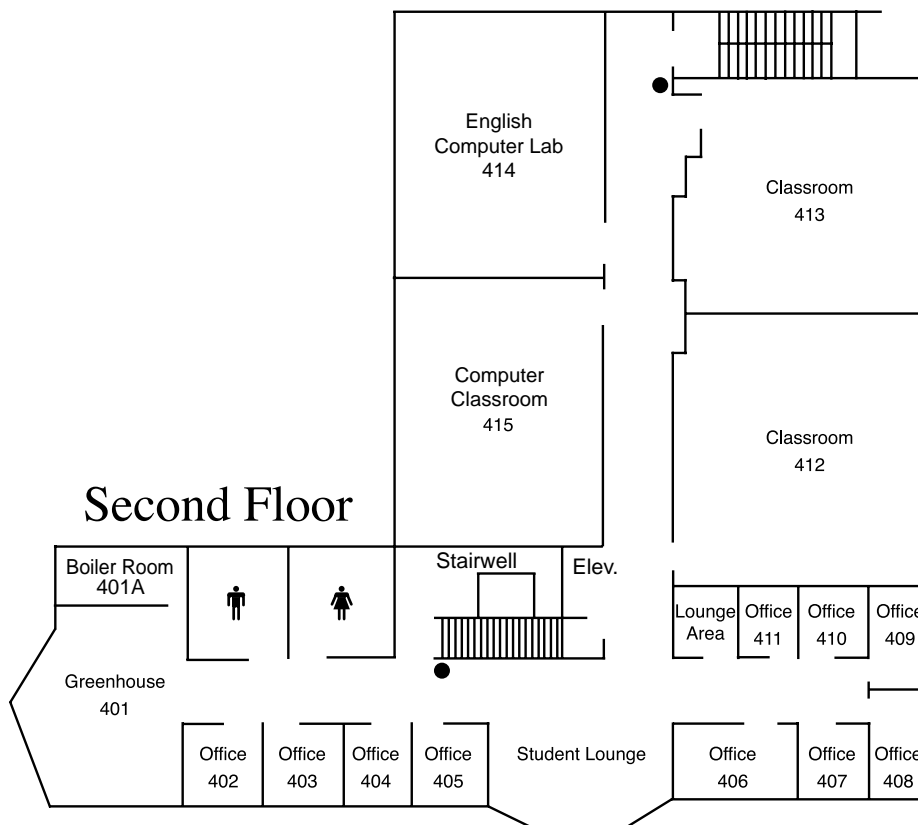 English
Computer Lab
414
Classroom
413
Computer
Classroom
415
Classroom
412
Second Floor
Boiler Room
401A
Stairwell
Elev.
Lounge
Area
Office
411
Office
410
Office
409
Greenhouse
401
Office
402
Office
403
Office
404
Office
405
Student Lounge
Office
406
Office
407
Office
408